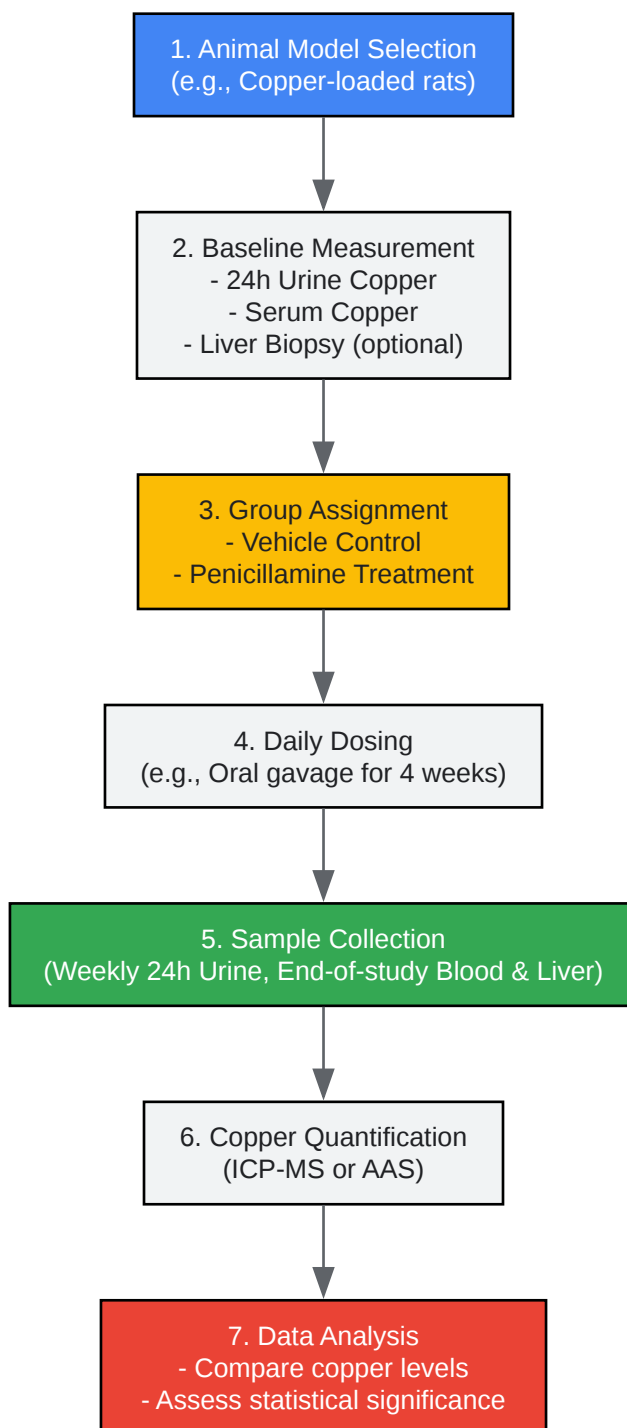 1. Animal Model Selection
(e.g., Copper-loaded rats)
2. Baseline Measurement
- 24h Urine Copper
- Serum Copper
- Liver Biopsy (optional)
3. Group Assignment
- Vehicle Control
- Penicillamine Treatment
4. Daily Dosing
(e.g., Oral gavage for 4 weeks)
5. Sample Collection
(Weekly 24h Urine, End-of-study Blood & Liver)
6. Copper Quantification
(ICP-MS or AAS)
7. Data Analysis
- Compare copper levels
- Assess statistical significance